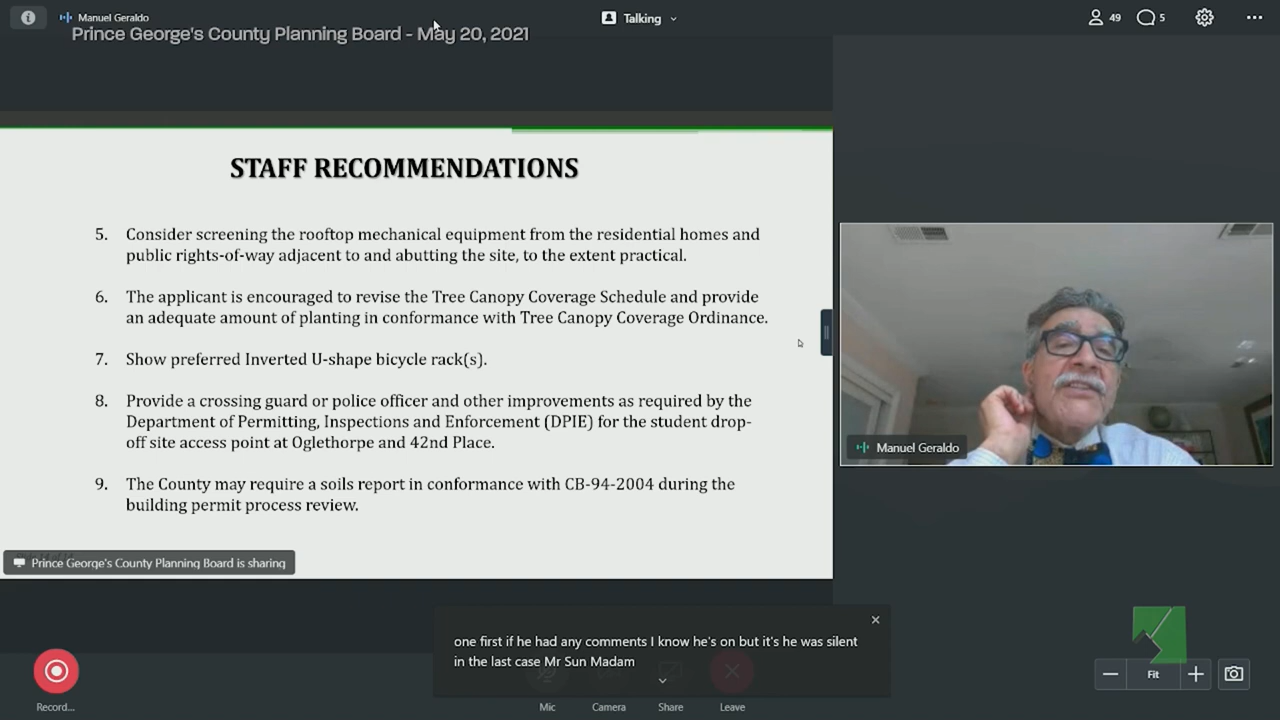 Manuel Geraldo
Talking
49
5
Prince George's County Planning Board - May 20, 2021
STAFF RECOMMENDATIONS
5. Consider screening the rooftop mechanical equipment from the residential homes and
public rights-of-way adjacent to and abutting the site, to the extent practical.
6. The applicant is encouraged to revise the Tree Canopy Coverage Schedule and provide
an adequate amount of planting in conformance with Tree Canopy Coverage Ordinance.
7. Show preferred Inverted U-shape bicycle rack(s).
8. Provide a crossing guard or police officer and other improvements as required by the
Department of Permitting, Inspections and Enforcement (DPIE) for the student drop-
off site access point at Oglethorpe and 42nd Place.
9. The County may require a soils report in conformance with CB-94-2004 during the
building permit process review.
Manuel Geraldo
Prince George's County Planning Board is sharing
one first if he had any comments I know he's on but it's he was silent
in the last case Mr Sun Madam
Fit
Record...
Mic
Camera
Share
Leave